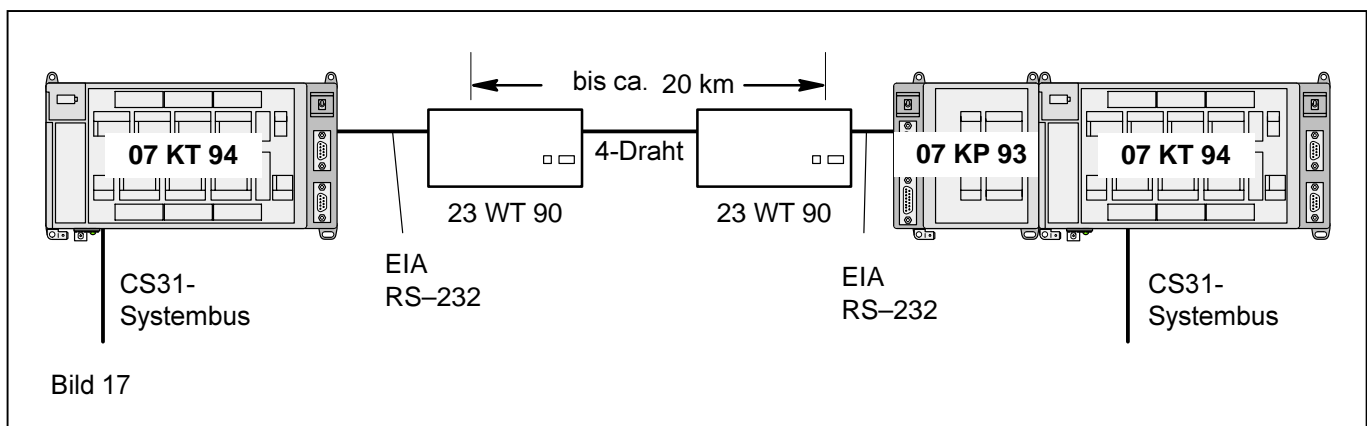 bis ca. 20 km
07 KT 94
4-Draht
07 KP 93
07 KT 94
23 WT 90
23 WT 90
EIA
RS–232
EIA
RS–232
CS31-
Systembus
CS31-
Systembus
Bild 17